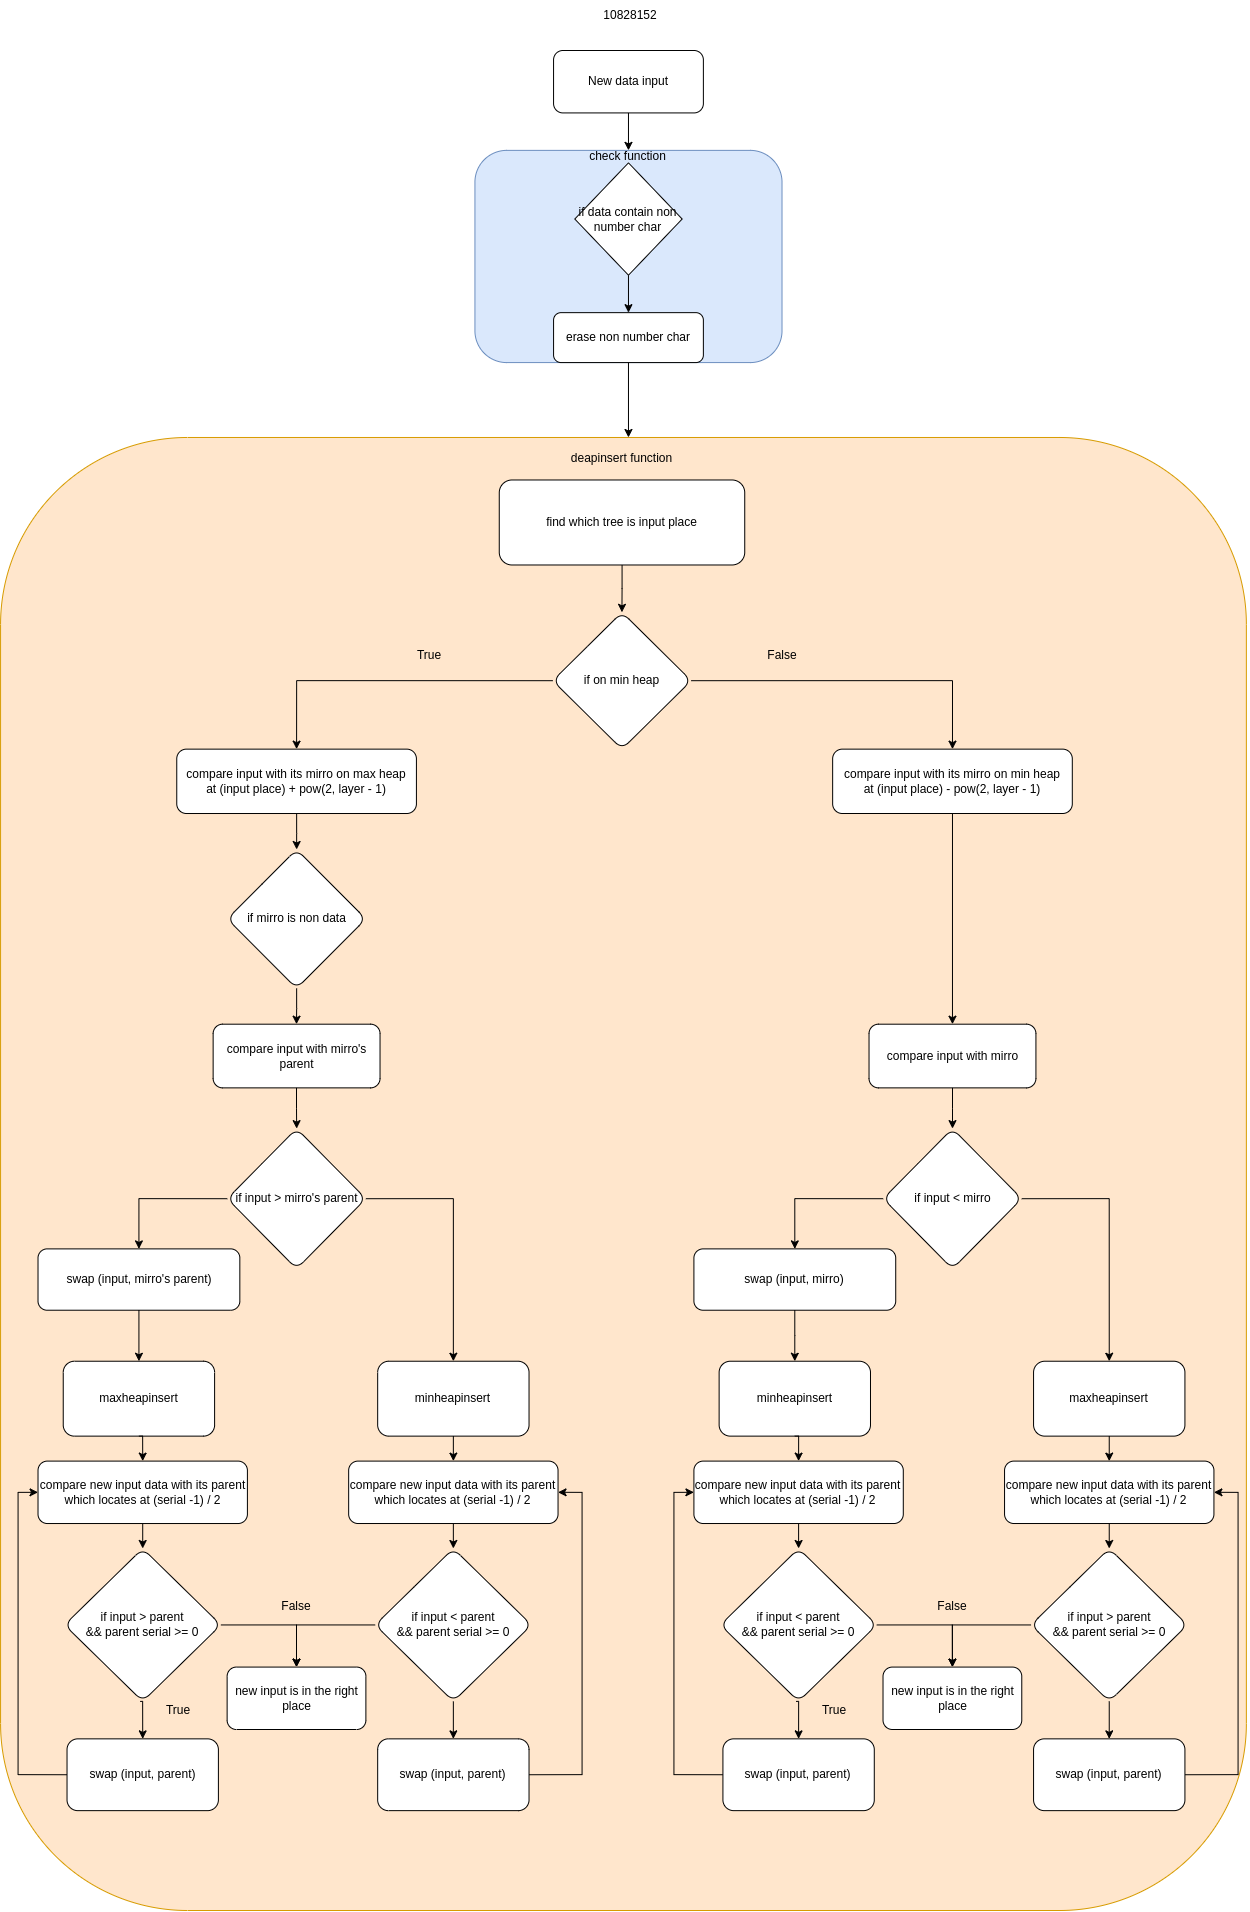 10828152
New data input
check function
if data contain non
number char
erase non number char
deapinsert function
find which tree is input place
if on min heap
True
False
compare input with its mirro on max heap
at (input place) + pow(2, layer - 1)
compare input with its mirro on min heap
at (input place) - pow(2, layer - 1)
if mirro is non data
compare input with mirro's
parent
compare input with mirro
if input > mirro's parent
if input < mirro
swap (input, mirro's parent)
swap (input, mirro)
maxheapinsert
minheapinsert
minheapinsert
maxheapinsert
compare new input data with its parent
which locates at (serial -1) / 2
compare new input data with its parent
which locates at (serial -1) / 2
compare new input data with its parent
which locates at (serial -1) / 2
compare new input data with its parent
which locates at (serial -1) / 2
if input > parent
&& parent serial >= 0
False
if input < parent
&& parent serial >= 0
if input < parent
&& parent serial >= 0
False
if input > parent
&& parent serial >= 0
new input is in the right
place
new input is in the right
place
True
True
swap (input, parent)
swap (input, parent)
swap (input, parent)
swap (input, parent)